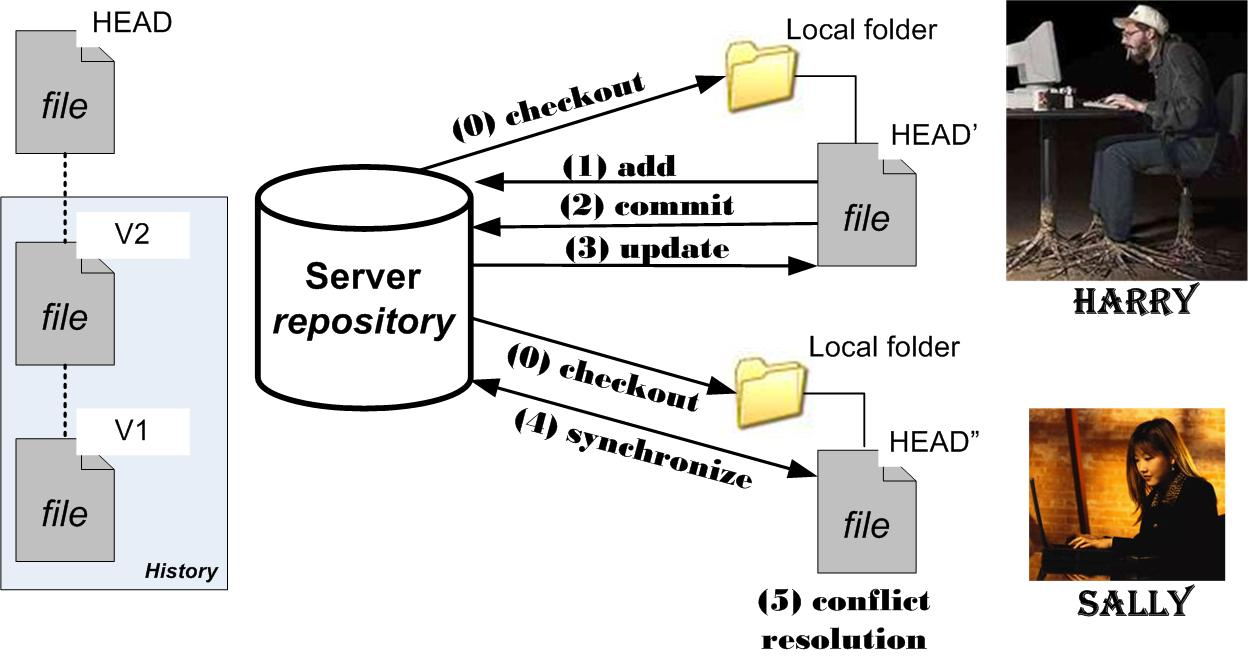 HEAD
file
V2
file
V1
file
History
Server
repository
(0) checkout
Local folder
HEAD’
(1) add
(2) commit
(3) update
file
HARRY
(0) checkout
Local folder
(4) synchronize
HEAD”
file
(5) conflict
resolution
SALLY